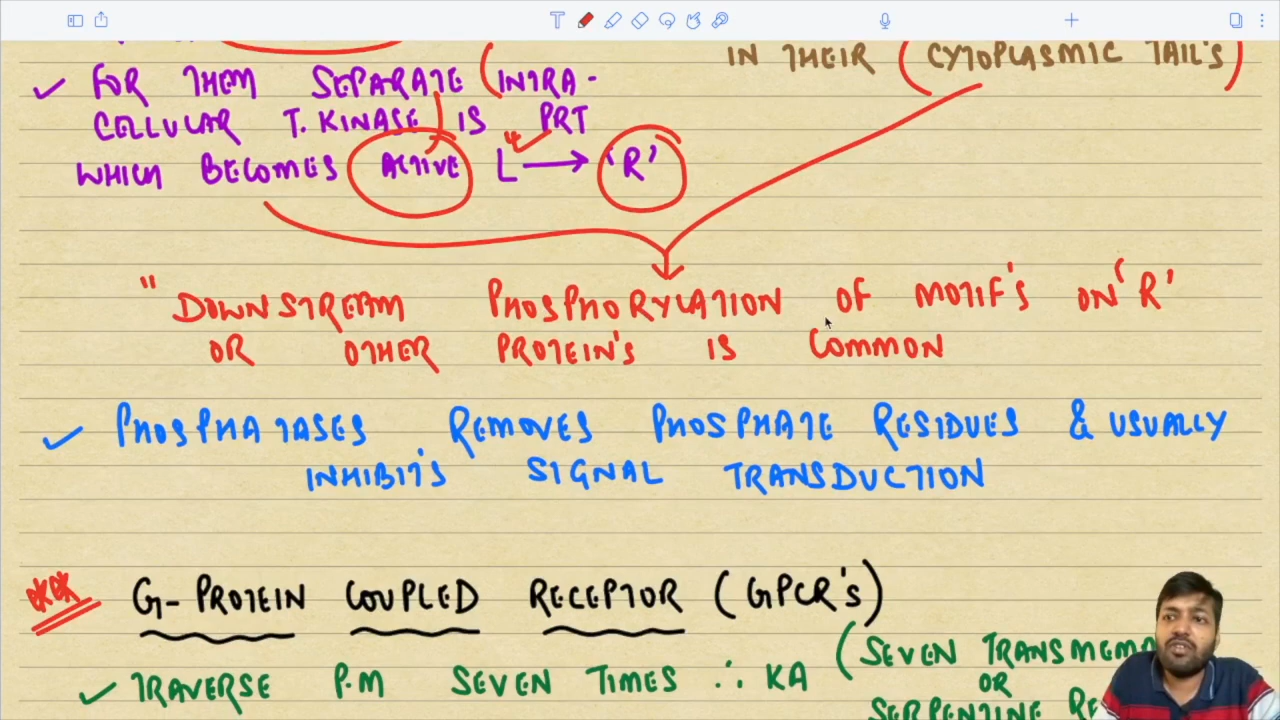 IN THEIR (CYTOPLASMIC TAIL'S)
✓ FOR THEM SEPARATE (INTRA-
CELLULAR T. KINASE) IS PRT
WHICH BECOMES ACTIVE L → 'R'
"DOWNSTREAM PHOSPHORYLATION OF MOTIF'S ON 'R'
OR OTHER PROTEIN'S IS COMMON
✓ PHOSPHATASES REMOVES PHOSPHATE RESIDUES & USUALLY
INHIBIT'S SIGNAL TRANSDUCTION
G-PROTEIN COUPLED RECEPTOR (GPCR'S)
✓ TRAVERSE P.M SEVEN TIMES ∴ KA (SEVEN
OR
SERPENTINE